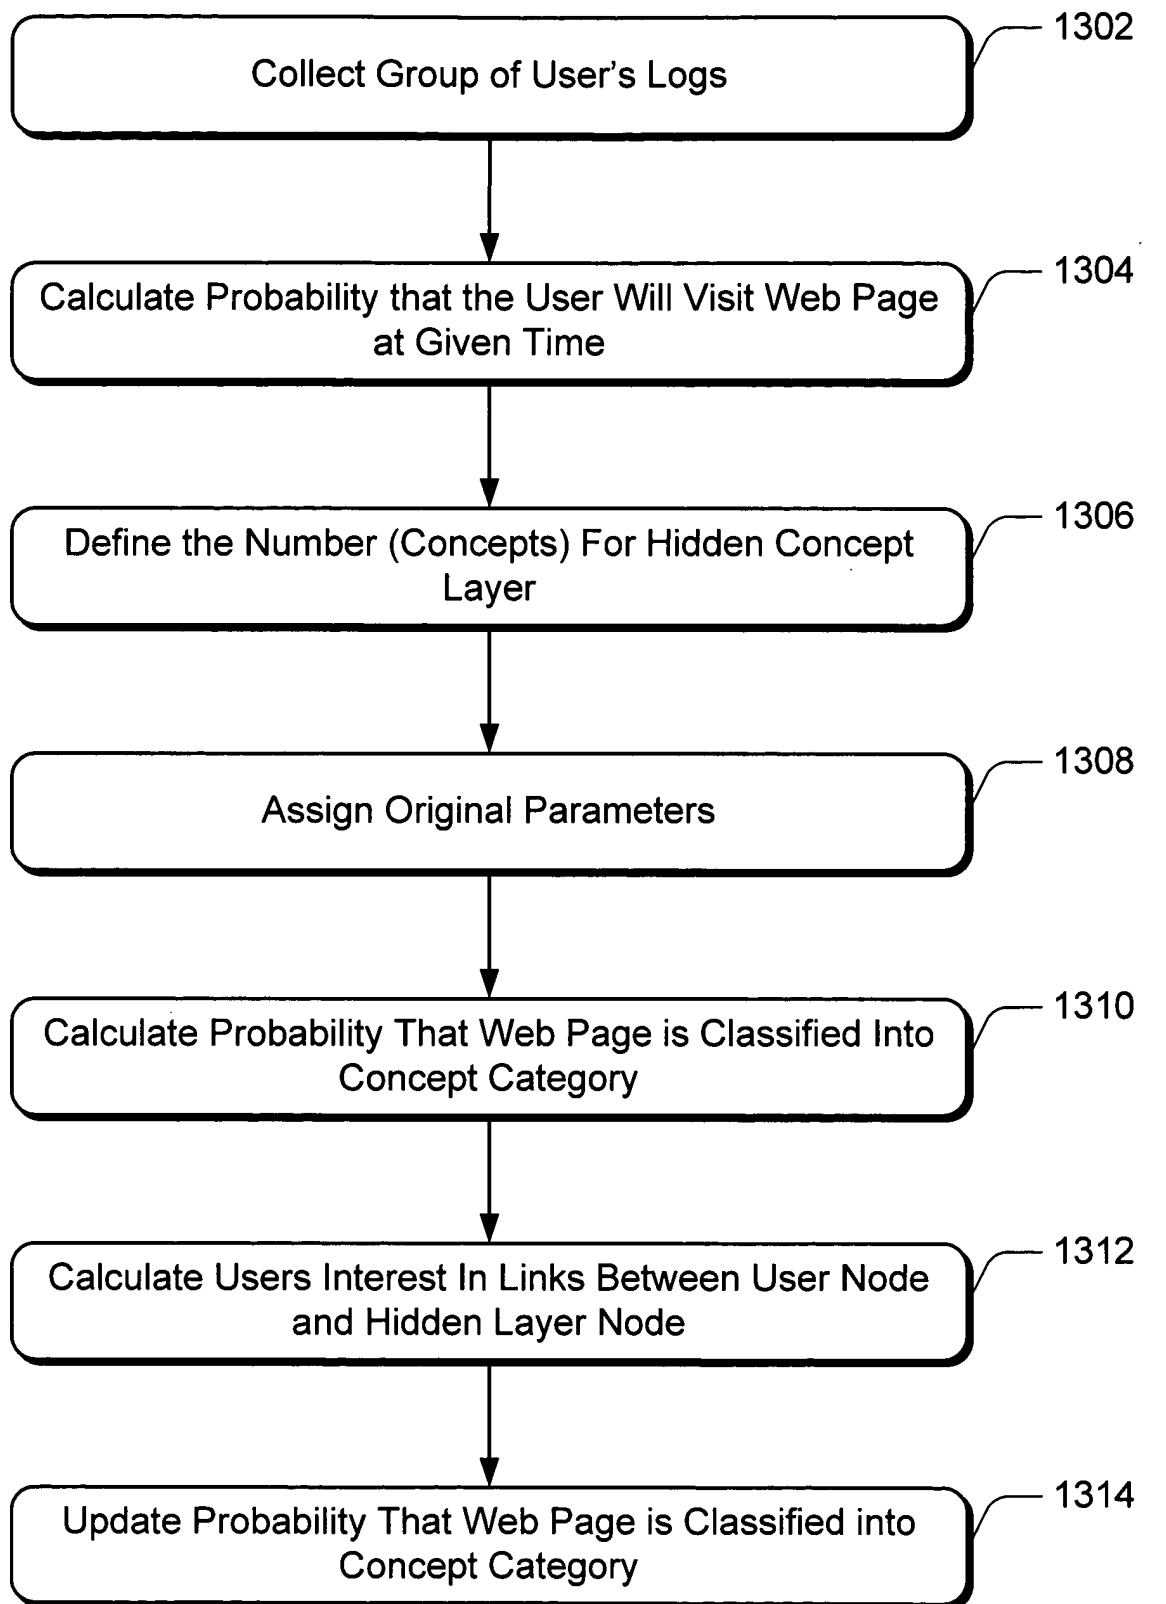 1302
Collect Group of User's Logs
1304
Calculate Probability that the User Will Visit Web Page
at Given Time
1306
Define the Number (Concepts) For Hidden Concept
Layer
1308
Assign Original Parameters
1310
Calculate Probability That Web Page is Classified Into
Concept Category
1312
Calculate Users Interest In Links Between User Node
and Hidden Layer Node
1314
Update Probability That Web Page is Classified into
Concept Category